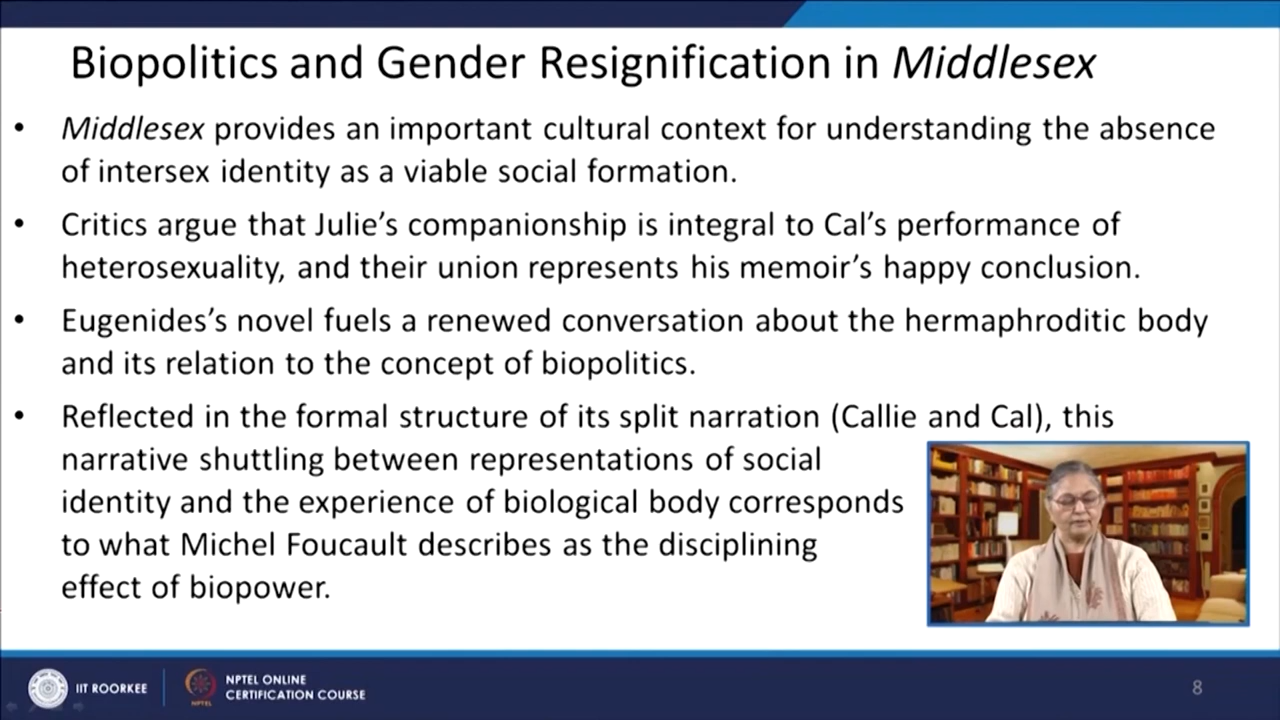 Biopolitics and Gender Resignification in Middlesex
• Middlesex provides an important cultural context for understanding the absence
of intersex identity as a viable social formation.
• Critics argue that Julie's companionship is integral to Cal's performance of
heterosexuality, and their union represents his memoir's happy conclusion.
• Eugenides's novel fuels a renewed conversation about the hermaphroditic body
and its relation to the concept of biopolitics.
• Reflected in the formal structure of its split narration (Callie and Cal), this
narrative shuttling between representations of social
identity and the experience of biological body corresponds
to what Michel Foucault describes as the disciplining
effect of biopower.
IIT ROORKEE
NPTEL
NPTEL ONLINE
CERTIFICATION COURSE
8